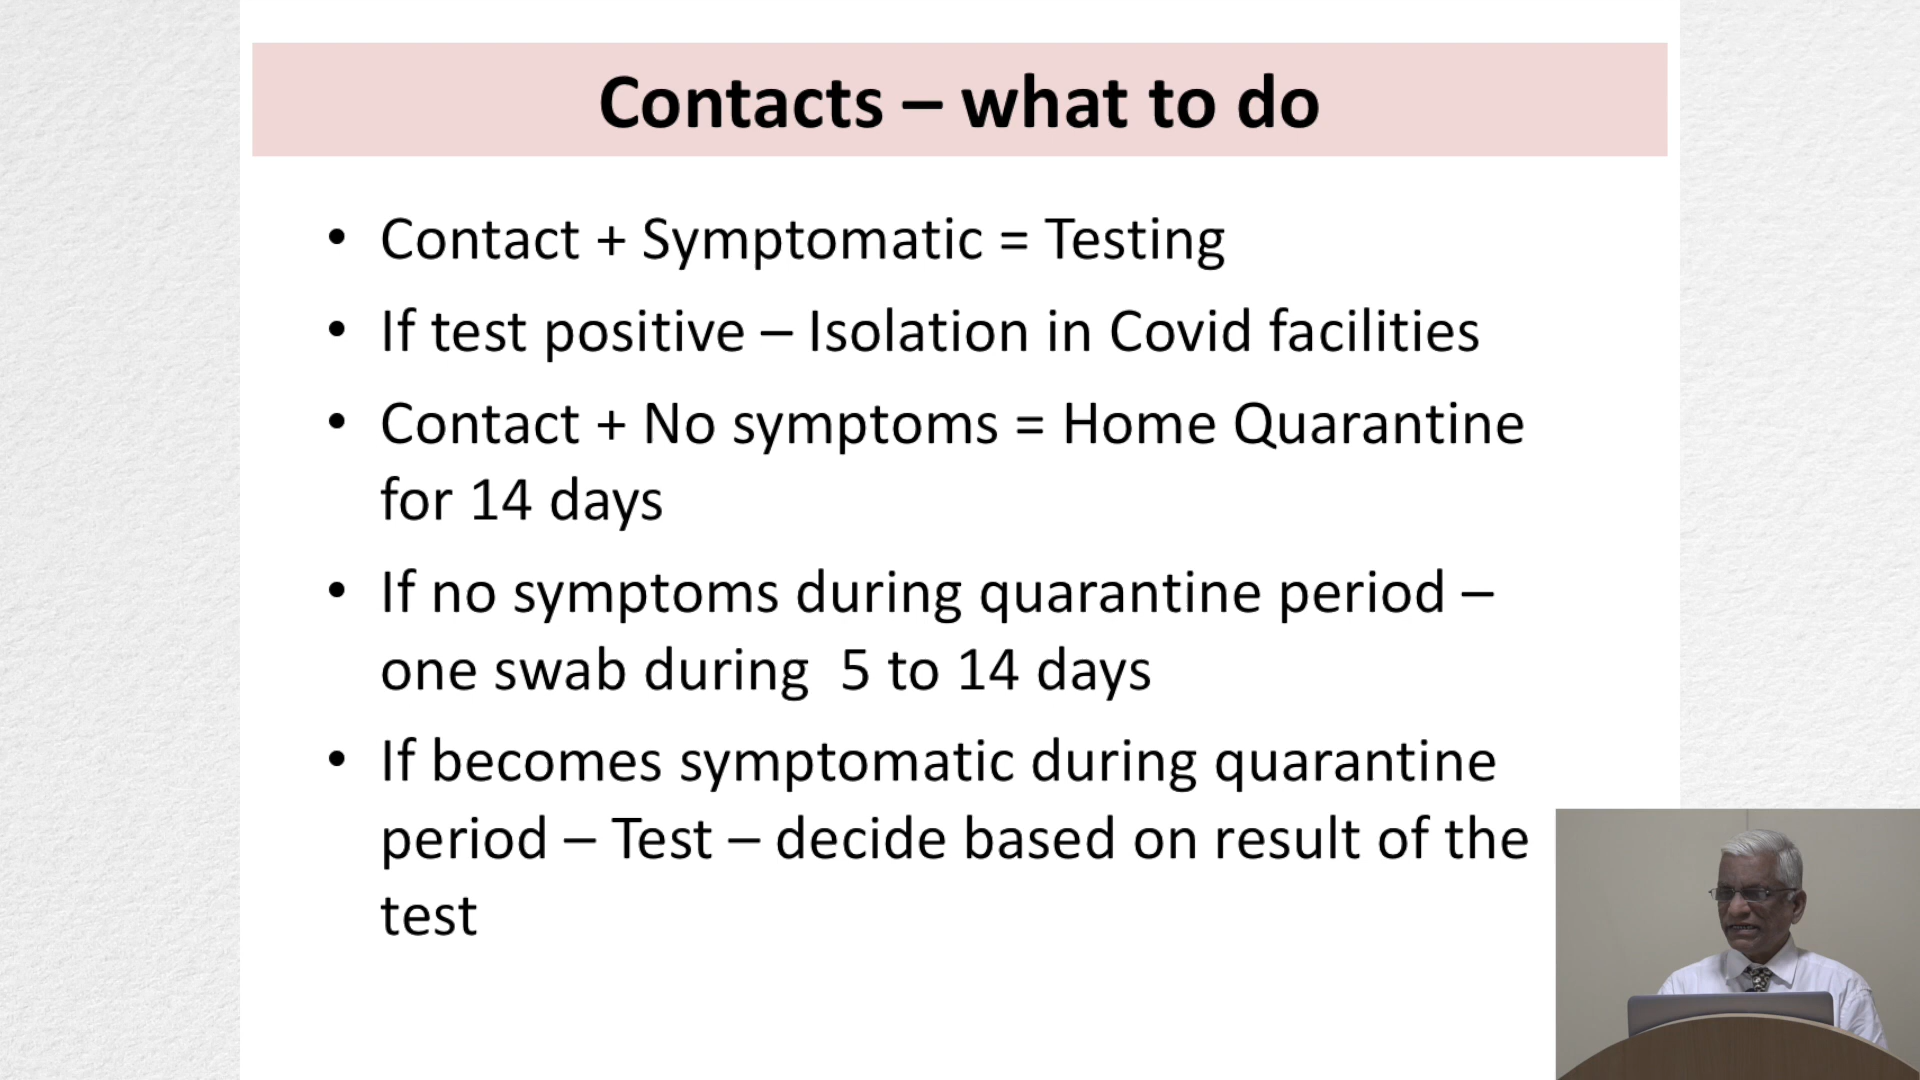 Contacts – what to do
• Contact + Symptomatic = Testing
• If test positive – Isolation in Covid facilities
• Contact + No symptoms = Home Quarantine
for 14 days
• If no symptoms during quarantine period –
one swab during  5 to 14 days
• If becomes symptomatic during quarantine
period – Test – decide based on result of the
test